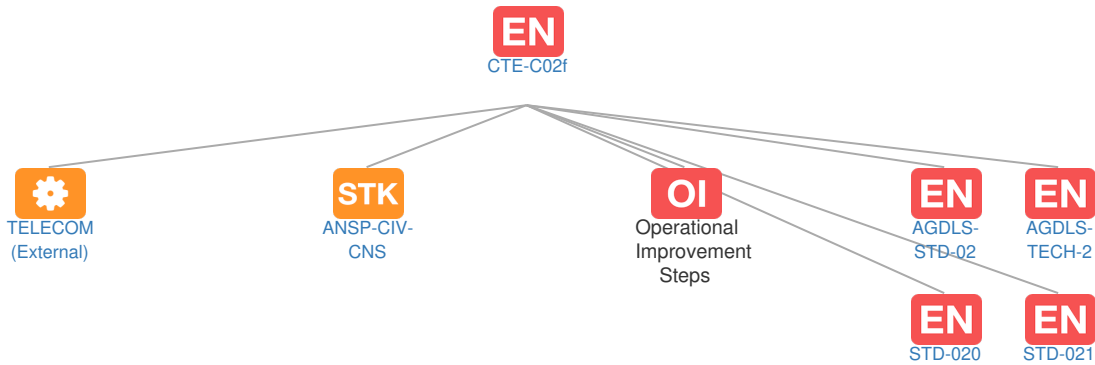 EN
CTE-C02f
STK
OI
EN
EN
TELECOM
(External)
ANSP-CIV-
CNS
Operational
Improvement
Steps
AGDLS-
STD-02
AGDLS-
TECH-2
EN
EN
STD-020
STD-021